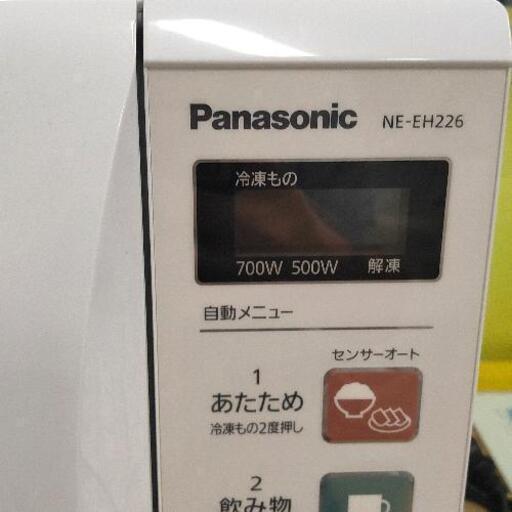 Panasonic NE-EH226
冷凍もの
700W 500W 解凍
自動メニュー
センサーオート
1
あたため
冷凍もの2度押し
2
飲み物